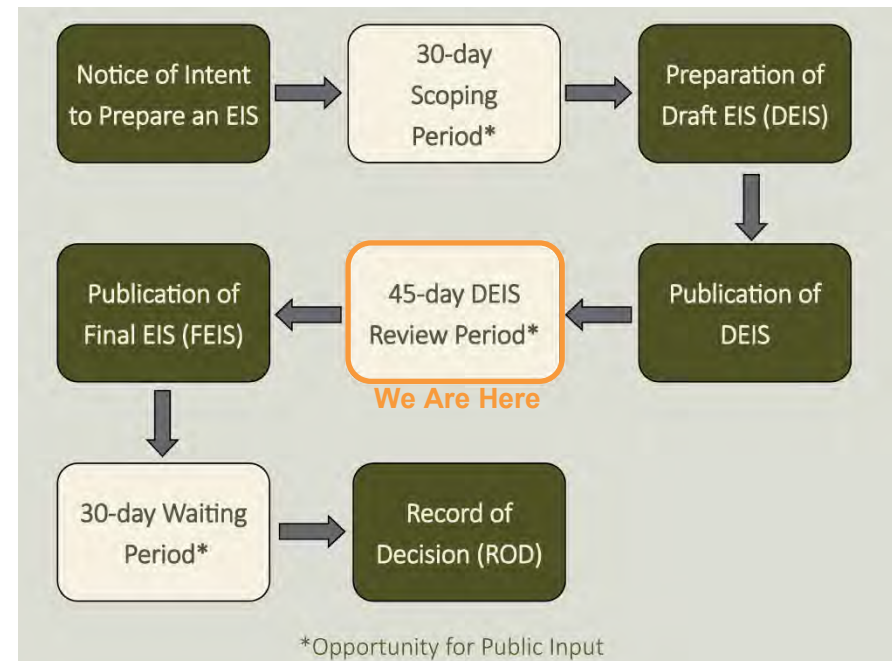 Notice of Intent
to Prepare an EIS
30-day
Scoping
Period*
Preparation of
Draft EIS (DEIS)
Publication of
DEIS
45-day DEIS
Review Period*
We Are Here
Publication of
Final EIS (FEIS)
30-day Waiting
Period*
Record of
Decision (ROD)
*Opportunity for Public Input